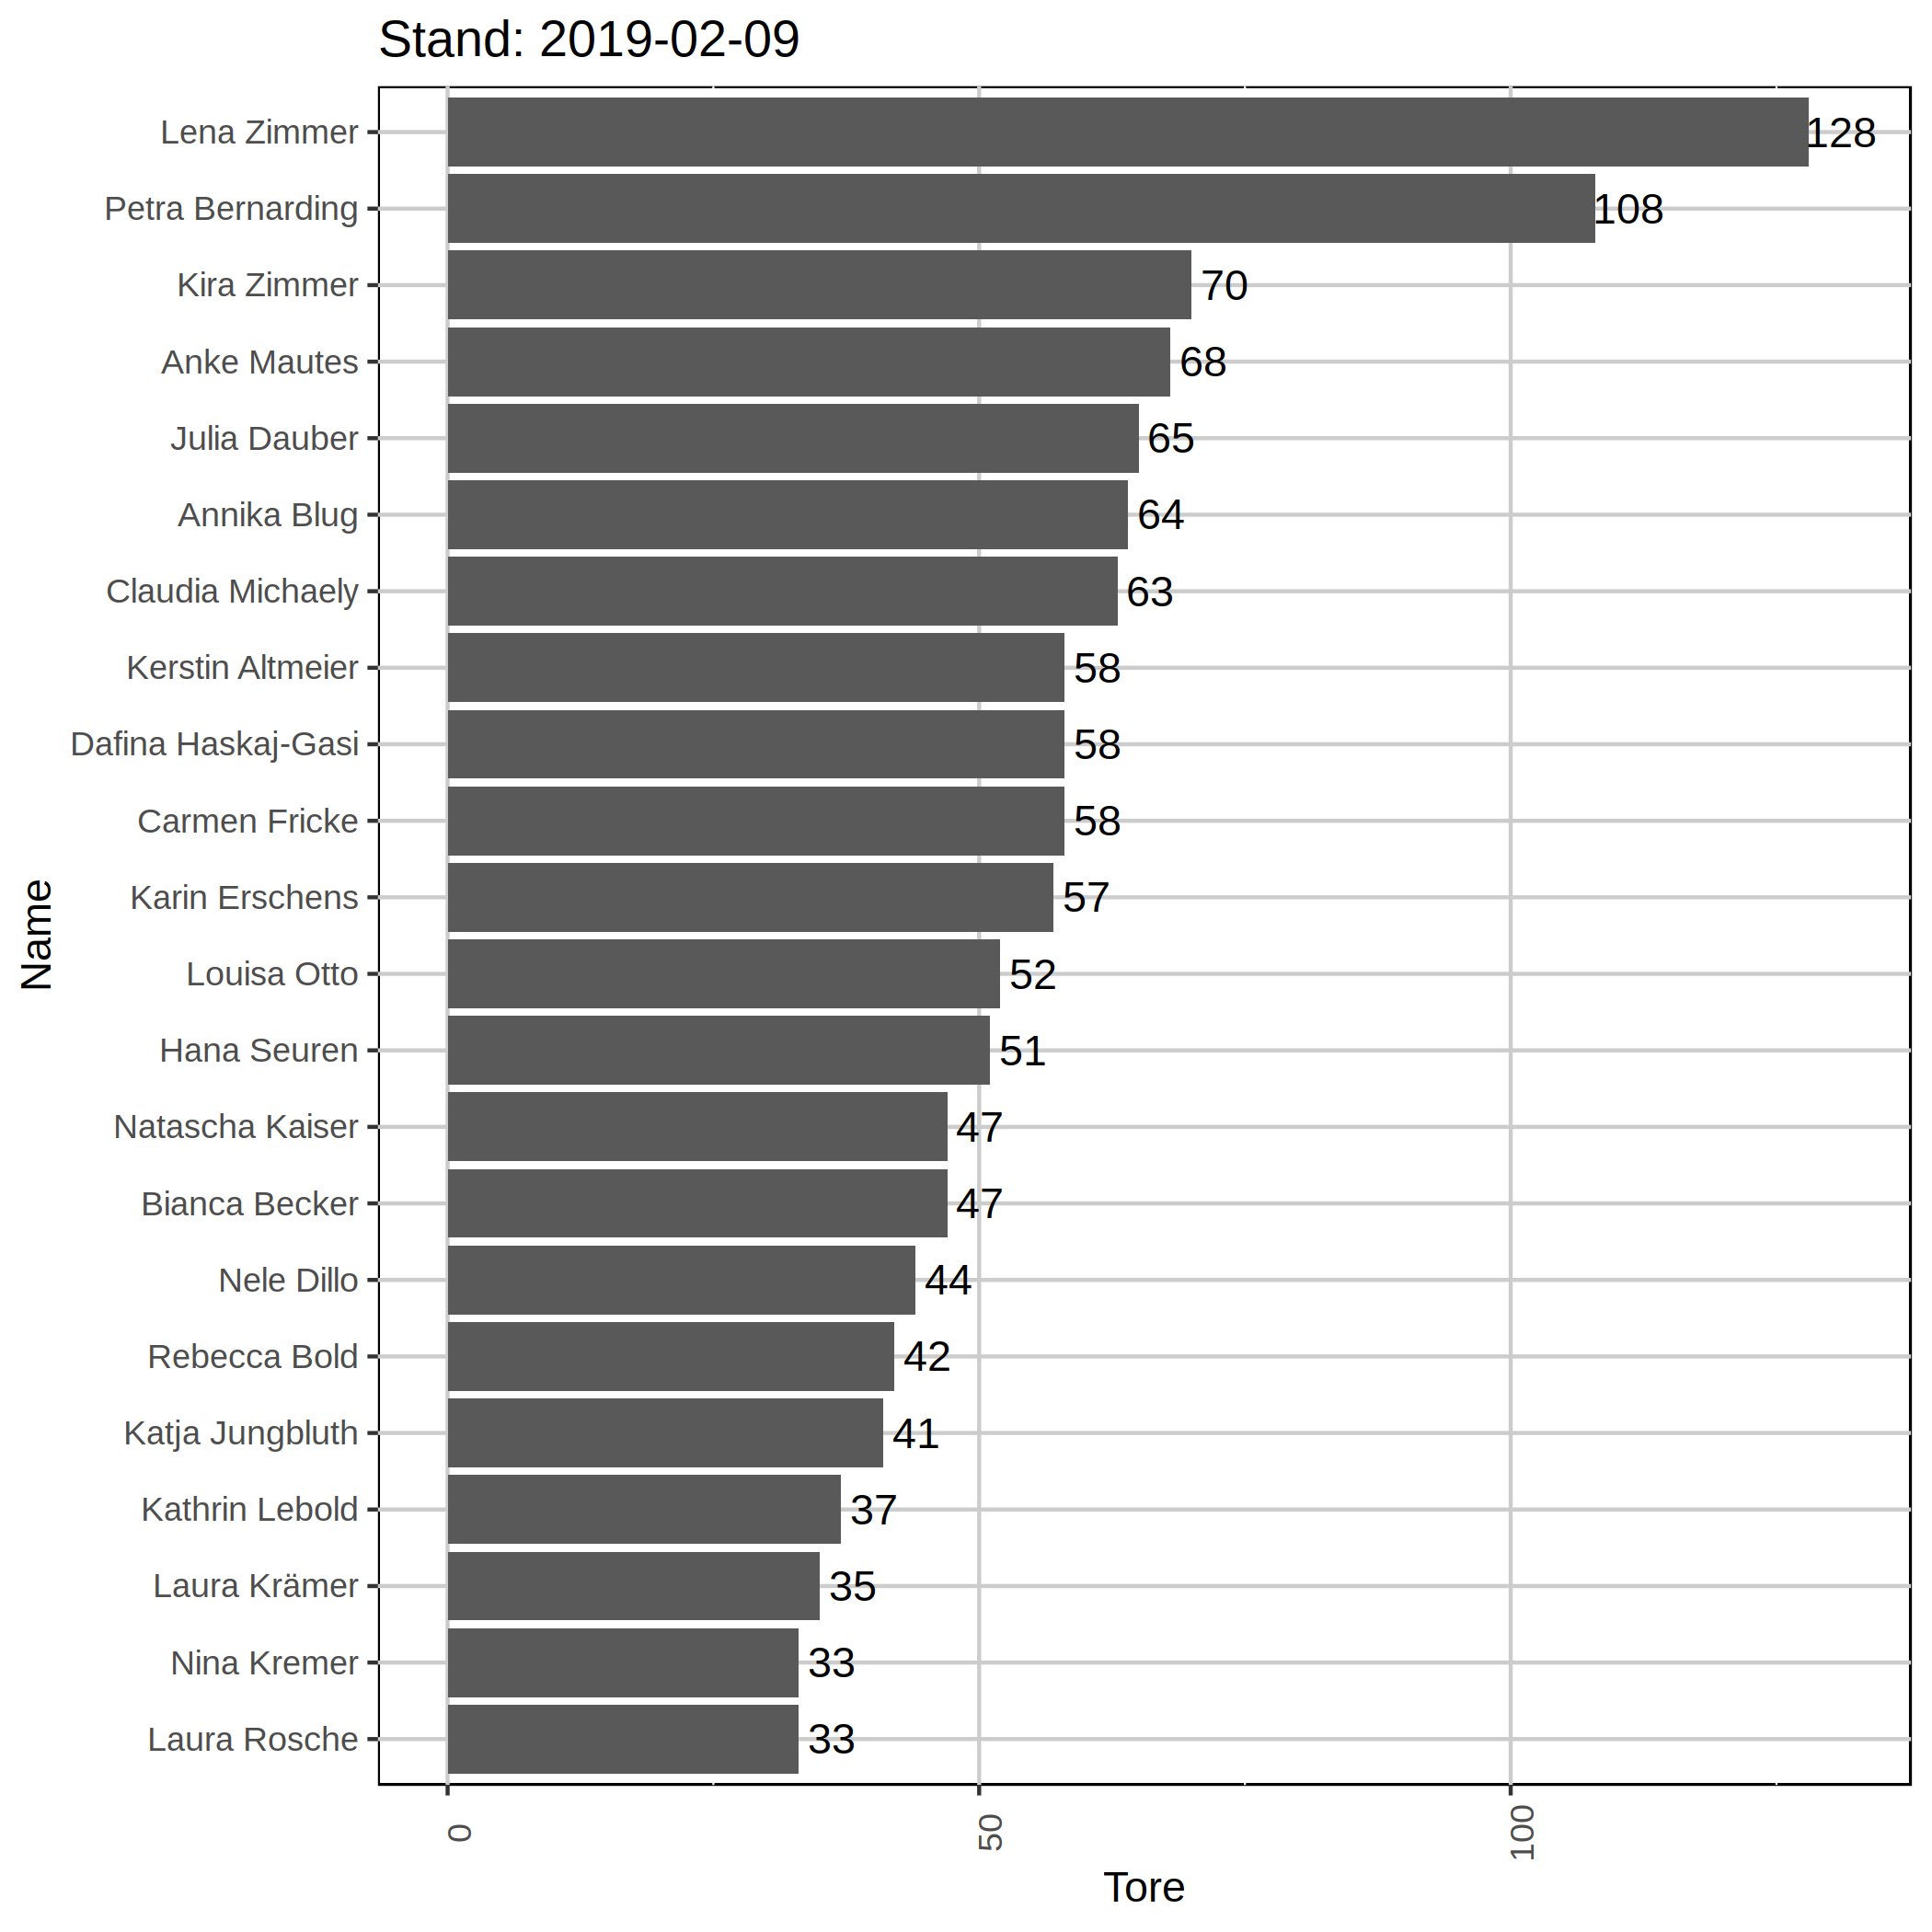 Stand: 2019-02-09
Lena Zimmer 128
Petra Bernarding 108
Kira Zimmer 70
Anke Mautes 68
Julia Dauber 65
Annika Blug 64
Claudia Michaely 63
Kerstin Altmeier 58
Dafina Haskaj-Gasi 58
Carmen Fricke 58
Karin Erschens 57
Louisa Otto 52
Hana Seuren 51
Natascha Kaiser 47
Bianca Becker 47
Nele Dillo 44
Rebecca Bold 42
Katja Jungbluth 41
Kathrin Lebold 37
Laura Krämer 35
Nina Kremer 33
Laura Rosche 33
Name
0 50 100
Tore